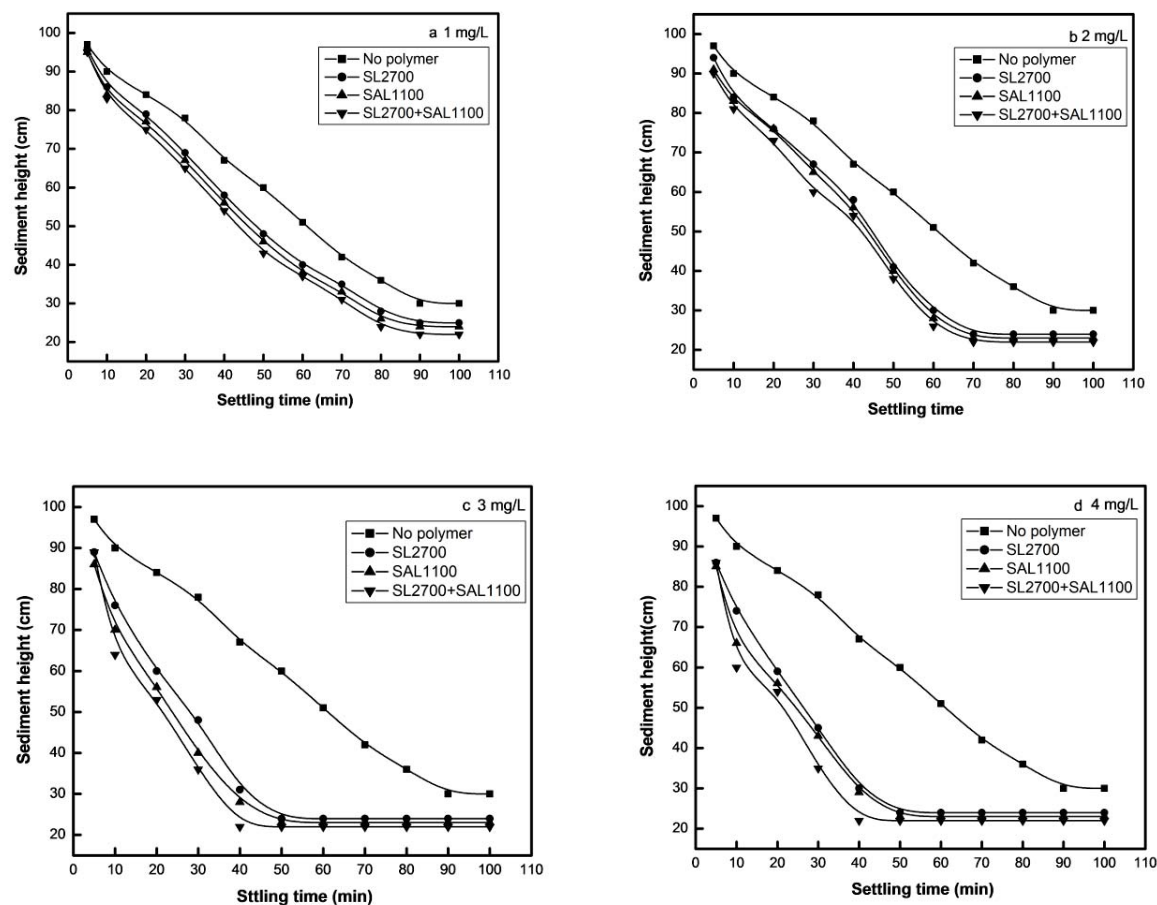 a 1 mg/L
No polymer
SL2700
SAL1100
SL2700+SAL1100
Sediment height (cm)
100
90
80
70
60
50
40
30
20
0 10 20 30 40 50 60 70 80 90 100 110
Settling time (min)
b 2 mg/L
No polymer
SL2700
SAL1100
SL2700+SAL1100
Sediment height (cm)
100
90
80
70
60
50
40
30
20
0 10 20 30 40 50 60 70 80 90 100 110
Settling time
c 3 mg/L
No polymer
SL2700
SAL1100
SL2700+SAL1100
Sediment height (cm)
100
90
80
70
60
50
40
30
20
0 10 20 30 40 50 60 70 80 90 100 110
Sttling time (min)
d 4 mg/L
No polymer
SL2700
SAL1100
SL2700+SAL1100
Sediment height(cm)
100
90
80
70
60
50
40
30
20
0 10 20 30 40 50 60 70 80 90 100 110
Settling time (min)